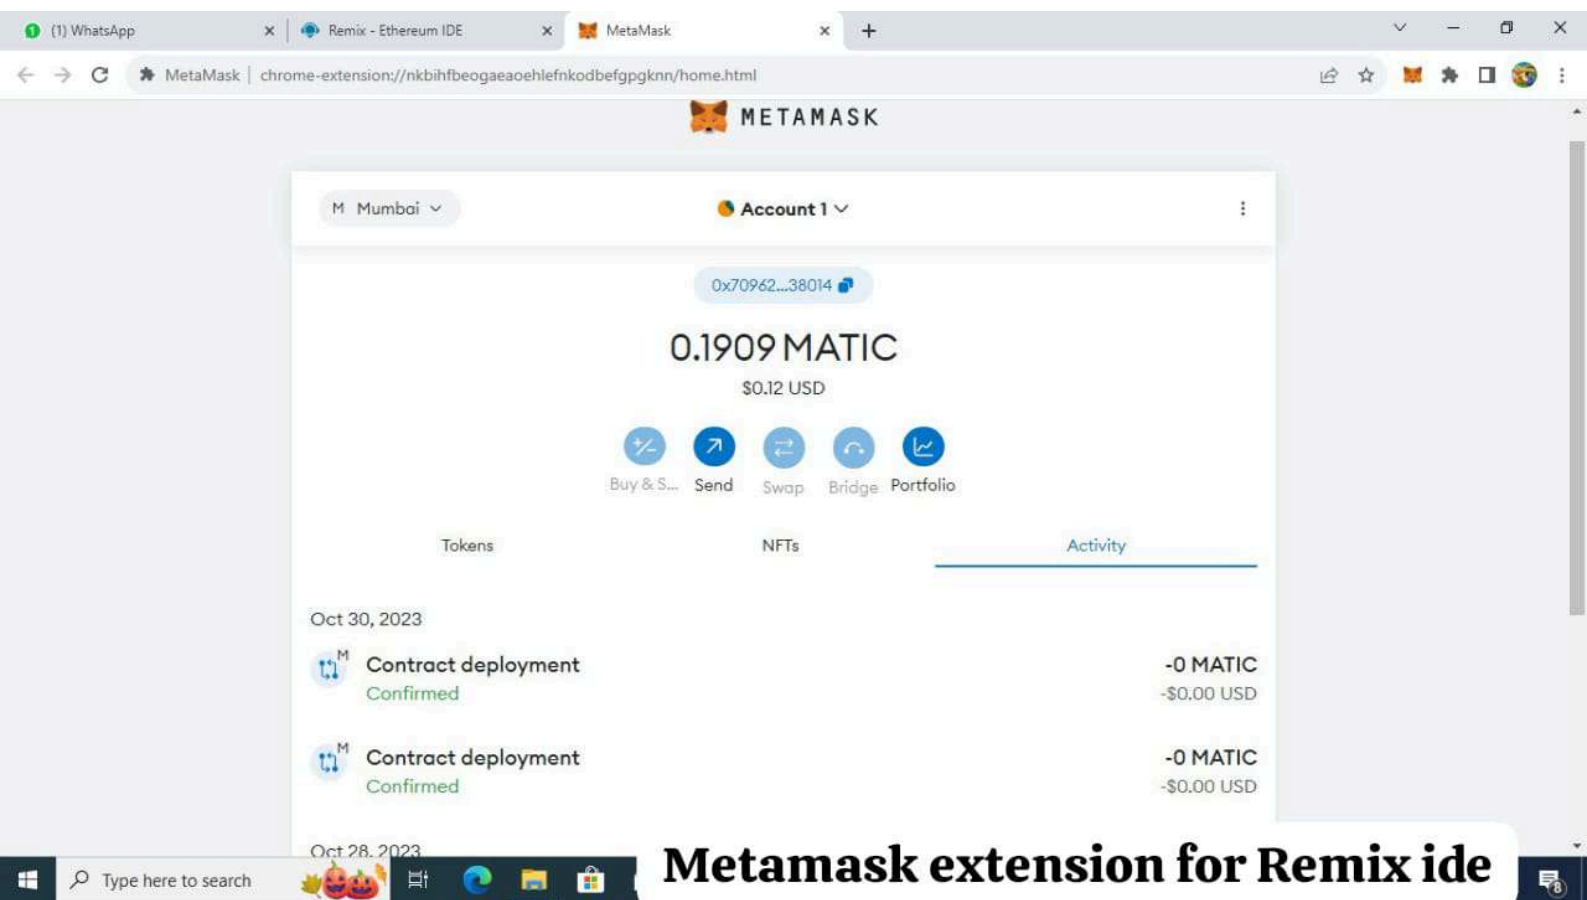 (1) WhatsApp
Remix - Ethereum IDE
MetaMask
MetaMask | chrome-extension://nkbihfbeogaeaoehlefnkodbefgpgknn/home.html
METAMASK
M Mumbai
Account 1
0x70962...38014
0.1909 MATIC
$0.12 USD
Buy & S... Send Swap Bridge Portfolio
Tokens NFTs Activity
Oct 30, 2023
M
Contract deployment -0 MATIC
Confirmed -$0.00 USD
M
Contract deployment -0 MATIC
Confirmed -$0.00 USD
Oct 28, 2023
Metamask extension for Remix ide
Type here to search
8